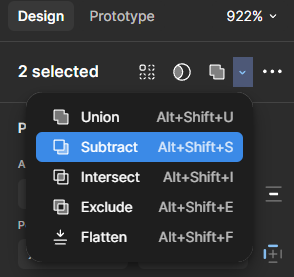 Design Prototype 922%
2 selected
Union Alt+Shift+U
Subtract Alt+Shift+S
Intersect Alt+Shift+I
Exclude Alt+Shift+E
Flatten Alt+Shift+F